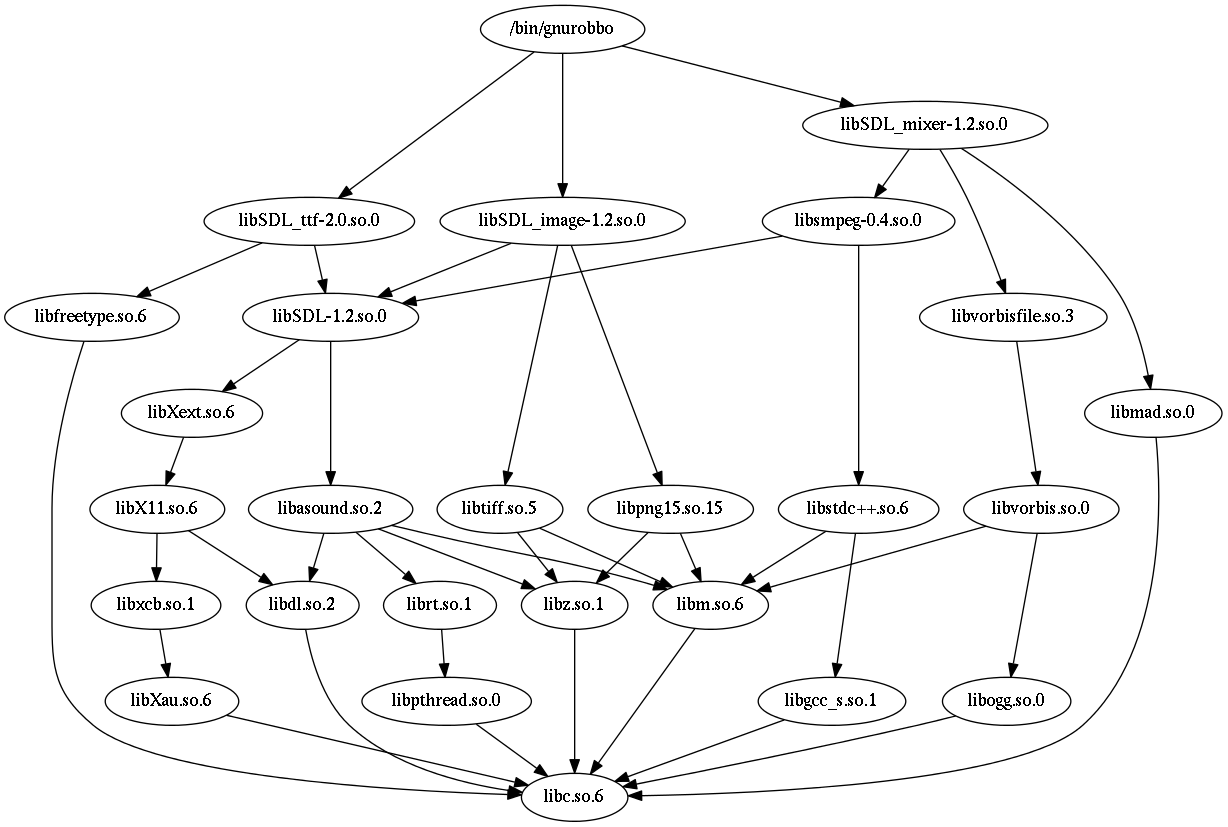 /bin/gnurobbo
libSDL_mixer-1.2.so.0
libSDL_ttf-2.0.so.0
libSDL_image-1.2.so.0
libsmpeg-0.4.so.0
libfreetype.so.6
libSDL-1.2.so.0
libvorbisfile.so.3
libXext.so.6
libmad.so.0
libX11.so.6
libasound.so.2
libtiff.so.5
libpng15.so.15
libstdc++.so.6
libvorbis.so.0
libxcb.so.1
libdl.so.2
librt.so.1
libz.so.1
libm.so.6
libXau.so.6
libpthread.so.0
libgcc_s.so.1
libogg.so.0
libc.so.6